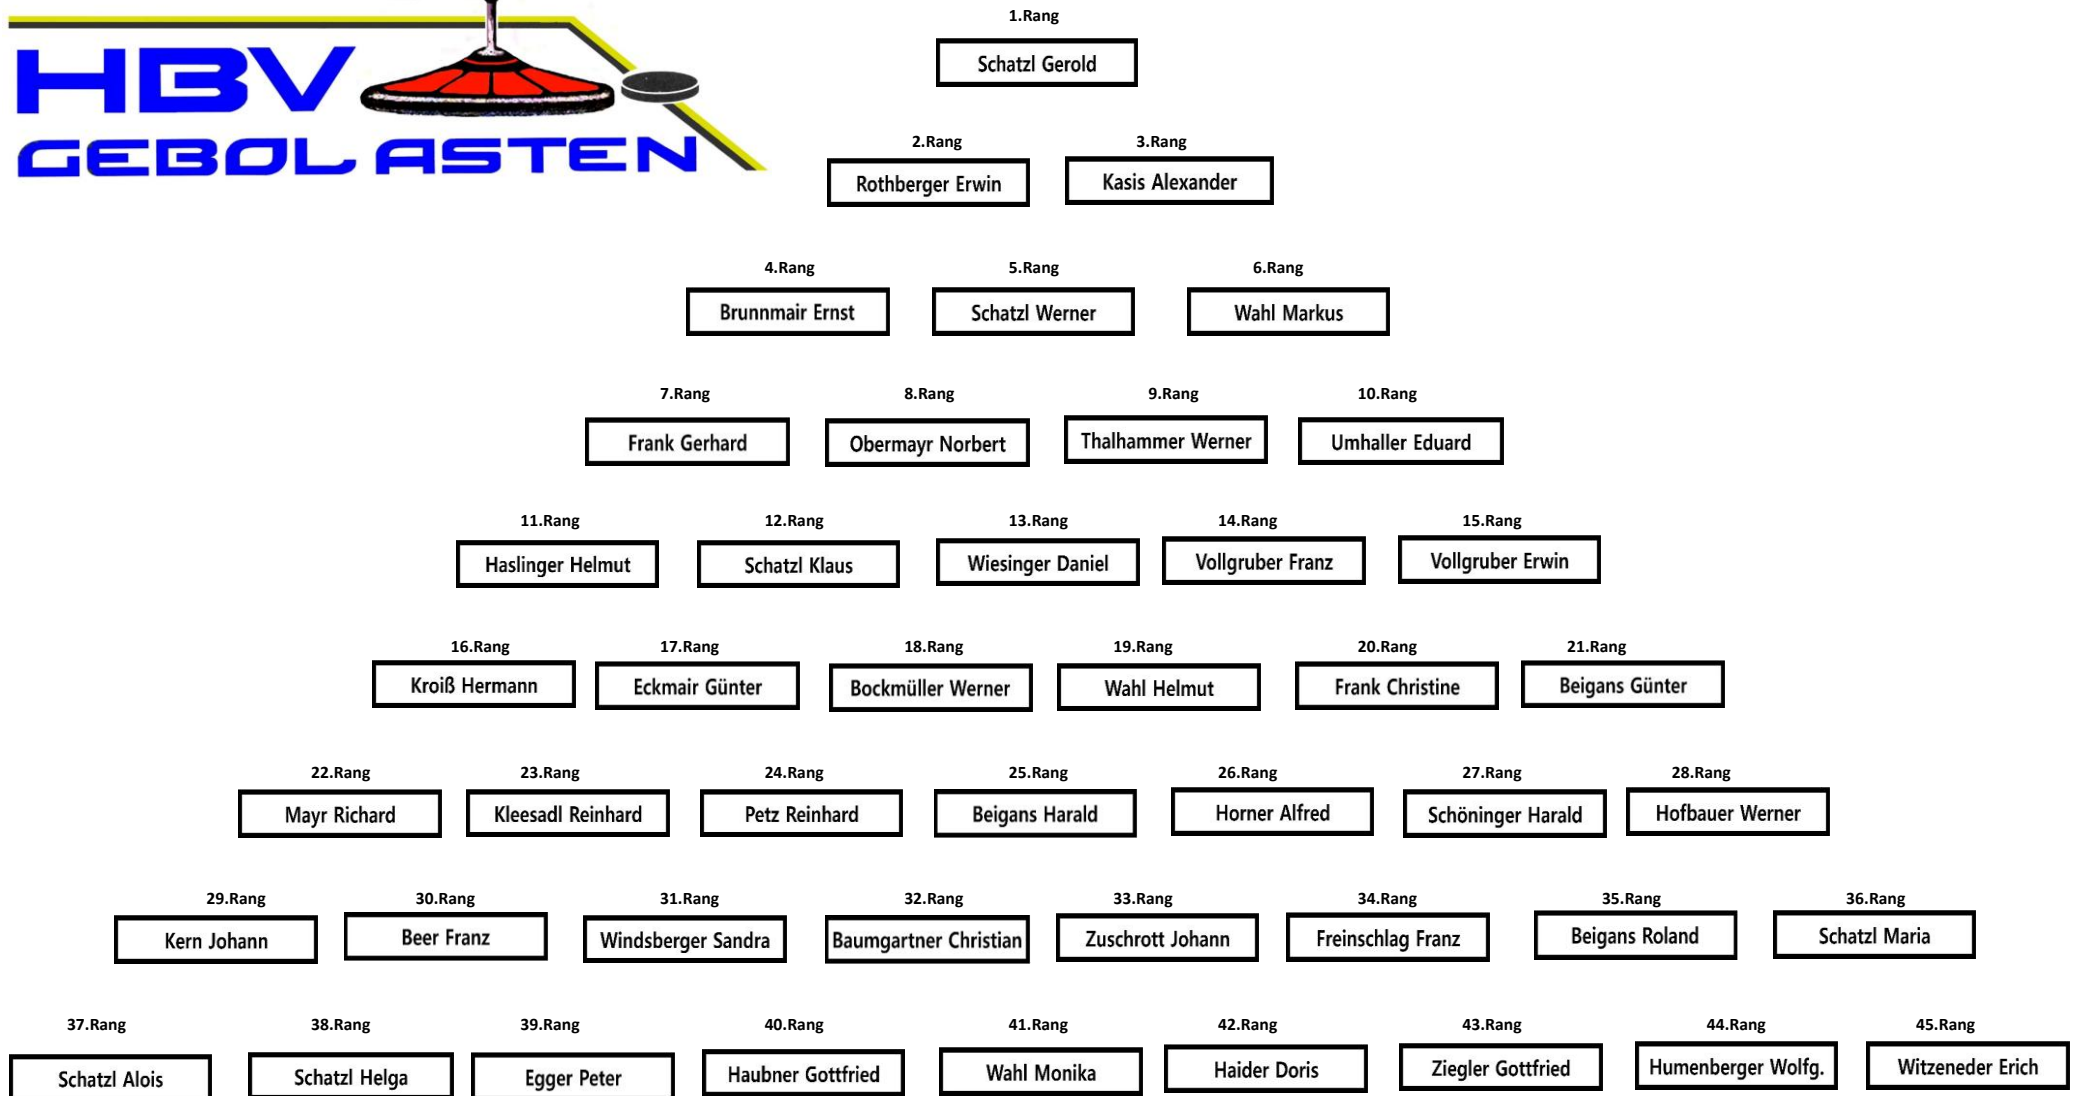 HBV
GEBOL ASTEN
1.Rang
Schatzl Gerold
2.Rang 3.Rang
Rothberger Erwin Kasis Alexander
4.Rang 5.Rang 6.Rang
Brunnmair Ernst Schatzl Werner Wahl Markus
7.Rang 8.Rang 9.Rang 10.Rang
Frank Gerhard Obermayr Norbert Thalhammer Werner Umhaller Eduard
11.Rang 12.Rang 13.Rang 14.Rang 15.Rang
Haslinger Helmut Schatzl Klaus Wiesinger Daniel Vollgruber Franz Vollgruber Erwin
16.Rang 17.Rang 18.Rang 19.Rang 20.Rang 21.Rang
Kroiß Hermann Eckmair Günter Bockmüller Werner Wahl Helmut Frank Christine Beigans Günter
22.Rang 23.Rang 24.Rang 25.Rang 26.Rang 27.Rang 28.Rang
Mayr Richard Kleesadl Reinhard Petz Reinhard Beigans Harald Horner Alfred Schöninger Harald Hofbauer Werner
29.Rang 30.Rang 31.Rang 32.Rang 33.Rang 34.Rang 35.Rang 36.Rang
Kern Johann Beer Franz Windsberger Sandra Baumgartner Christian Zuschrott Johann Freinschlag Franz Beigans Roland Schatzl Maria
37.Rang 38.Rang 39.Rang 40.Rang 41.Rang 42.Rang 43.Rang 44.Rang 45.Rang
Schatzl Alois Schatzl Helga Egger Peter Haubner Gottfried Wahl Monika Haider Doris Ziegler Gottfried Humenberger Wolfg. Witzeneder Erich